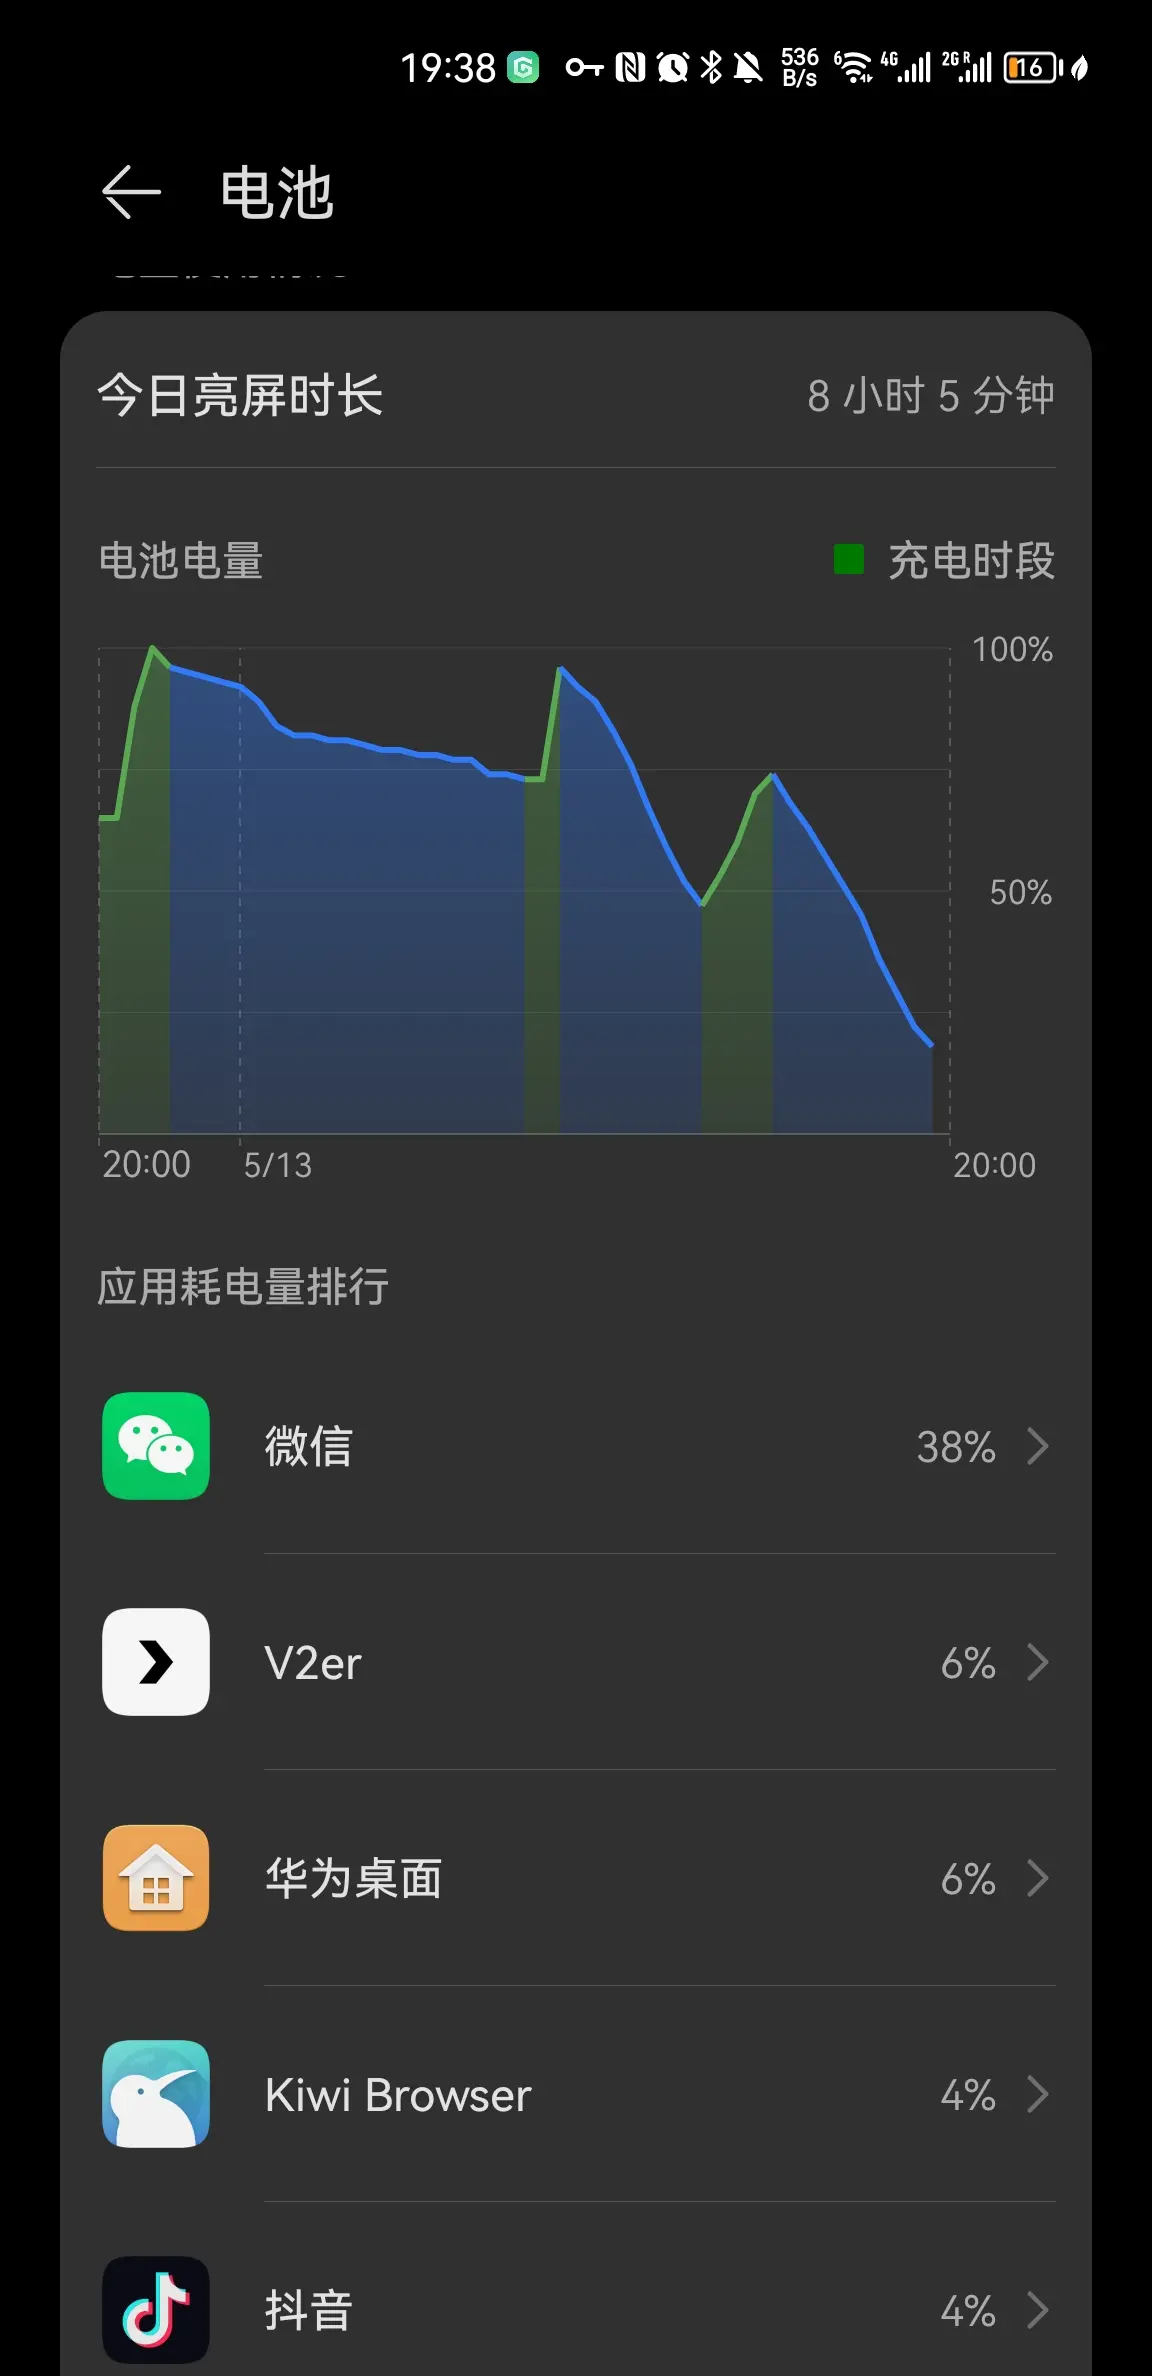 19:38 536 B/s 6 4G 2G R 16
电池
今日亮屏时长 8 小时 5 分钟
电池电量 充电时段
100%
50%
20:00 5/13 20:00
应用耗电量排行
微信 38%
V2er 6%
华为桌面 6%
Kiwi Browser 4%
抖音 4%